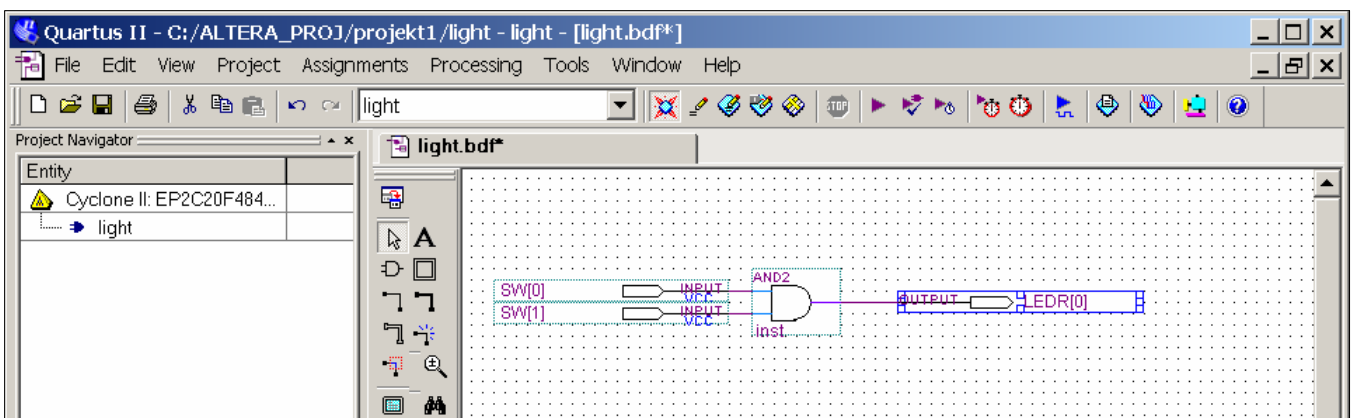 Quartus II - C:/ALTERA_PROJ/projekt1/light - light - [light.bdf*]
File Edit View Project Assignments Processing Tools Window Help
light
STOP
Project Navigator
light.bdf*
Entity
Cyclone II: EP2C20F484...
light
A
AND2
SW[0] INPUT
VCC
OUTPUT LEDR[0]
SW[1] INPUT
VCC
inst